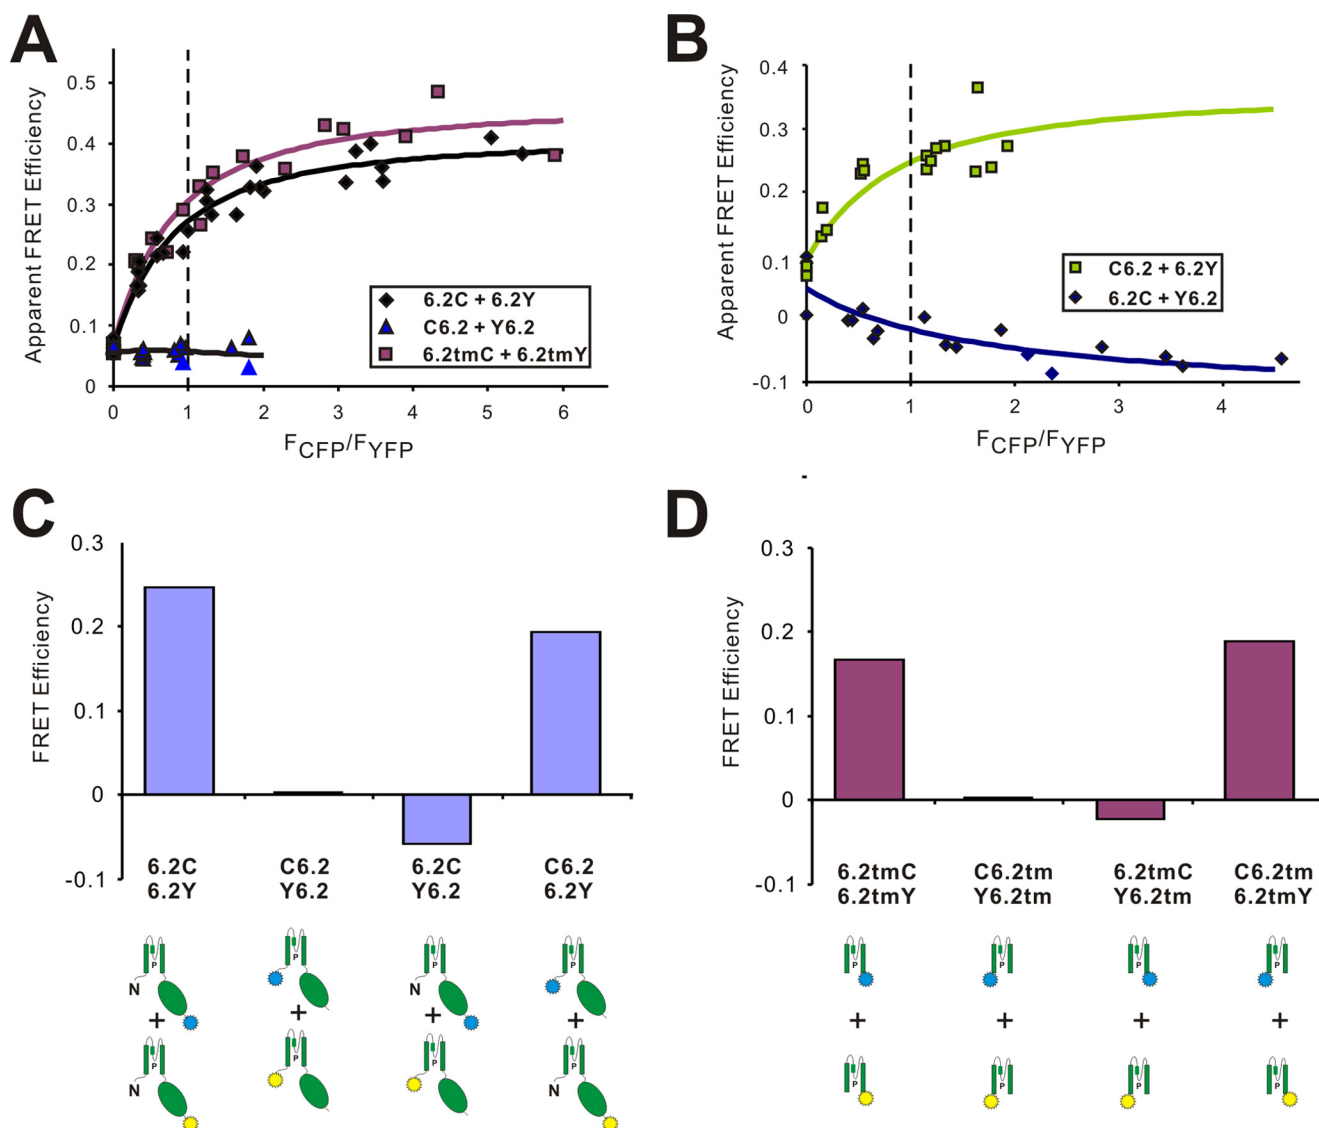 A
Apparent FRET Efficiency
0.5
0.4
0.3
0.2
0.1
0
0 1 2 3 4 5 6
FCFP/FYFP
6.2C + 6.2Y
C6.2 + Y6.2
6.2tmC + 6.2tmY
B
Apparent FRET Efficiency
0.4
0.3
0.2
0.1
0
-0.1
0 1 2 3 4
FCFP/FYFP
C6.2 + 6.2Y
6.2C + Y6.2
C
FRET Efficiency
0.3
0.2
0.1
0
-0.1
6.2C C6.2 6.2C C6.2
6.2Y Y6.2 Y6.2 6.2Y
P P P P
N N
+ + + +
P P P P
N N
D
FRET Efficiency
0.3
0.2
0.1
0
-0.1
6.2tmC C6.2tm 6.2tmC C6.2tm
6.2tmY Y6.2tm Y6.2tm 6.2tmY
P P P P
+ + + +
P P P P